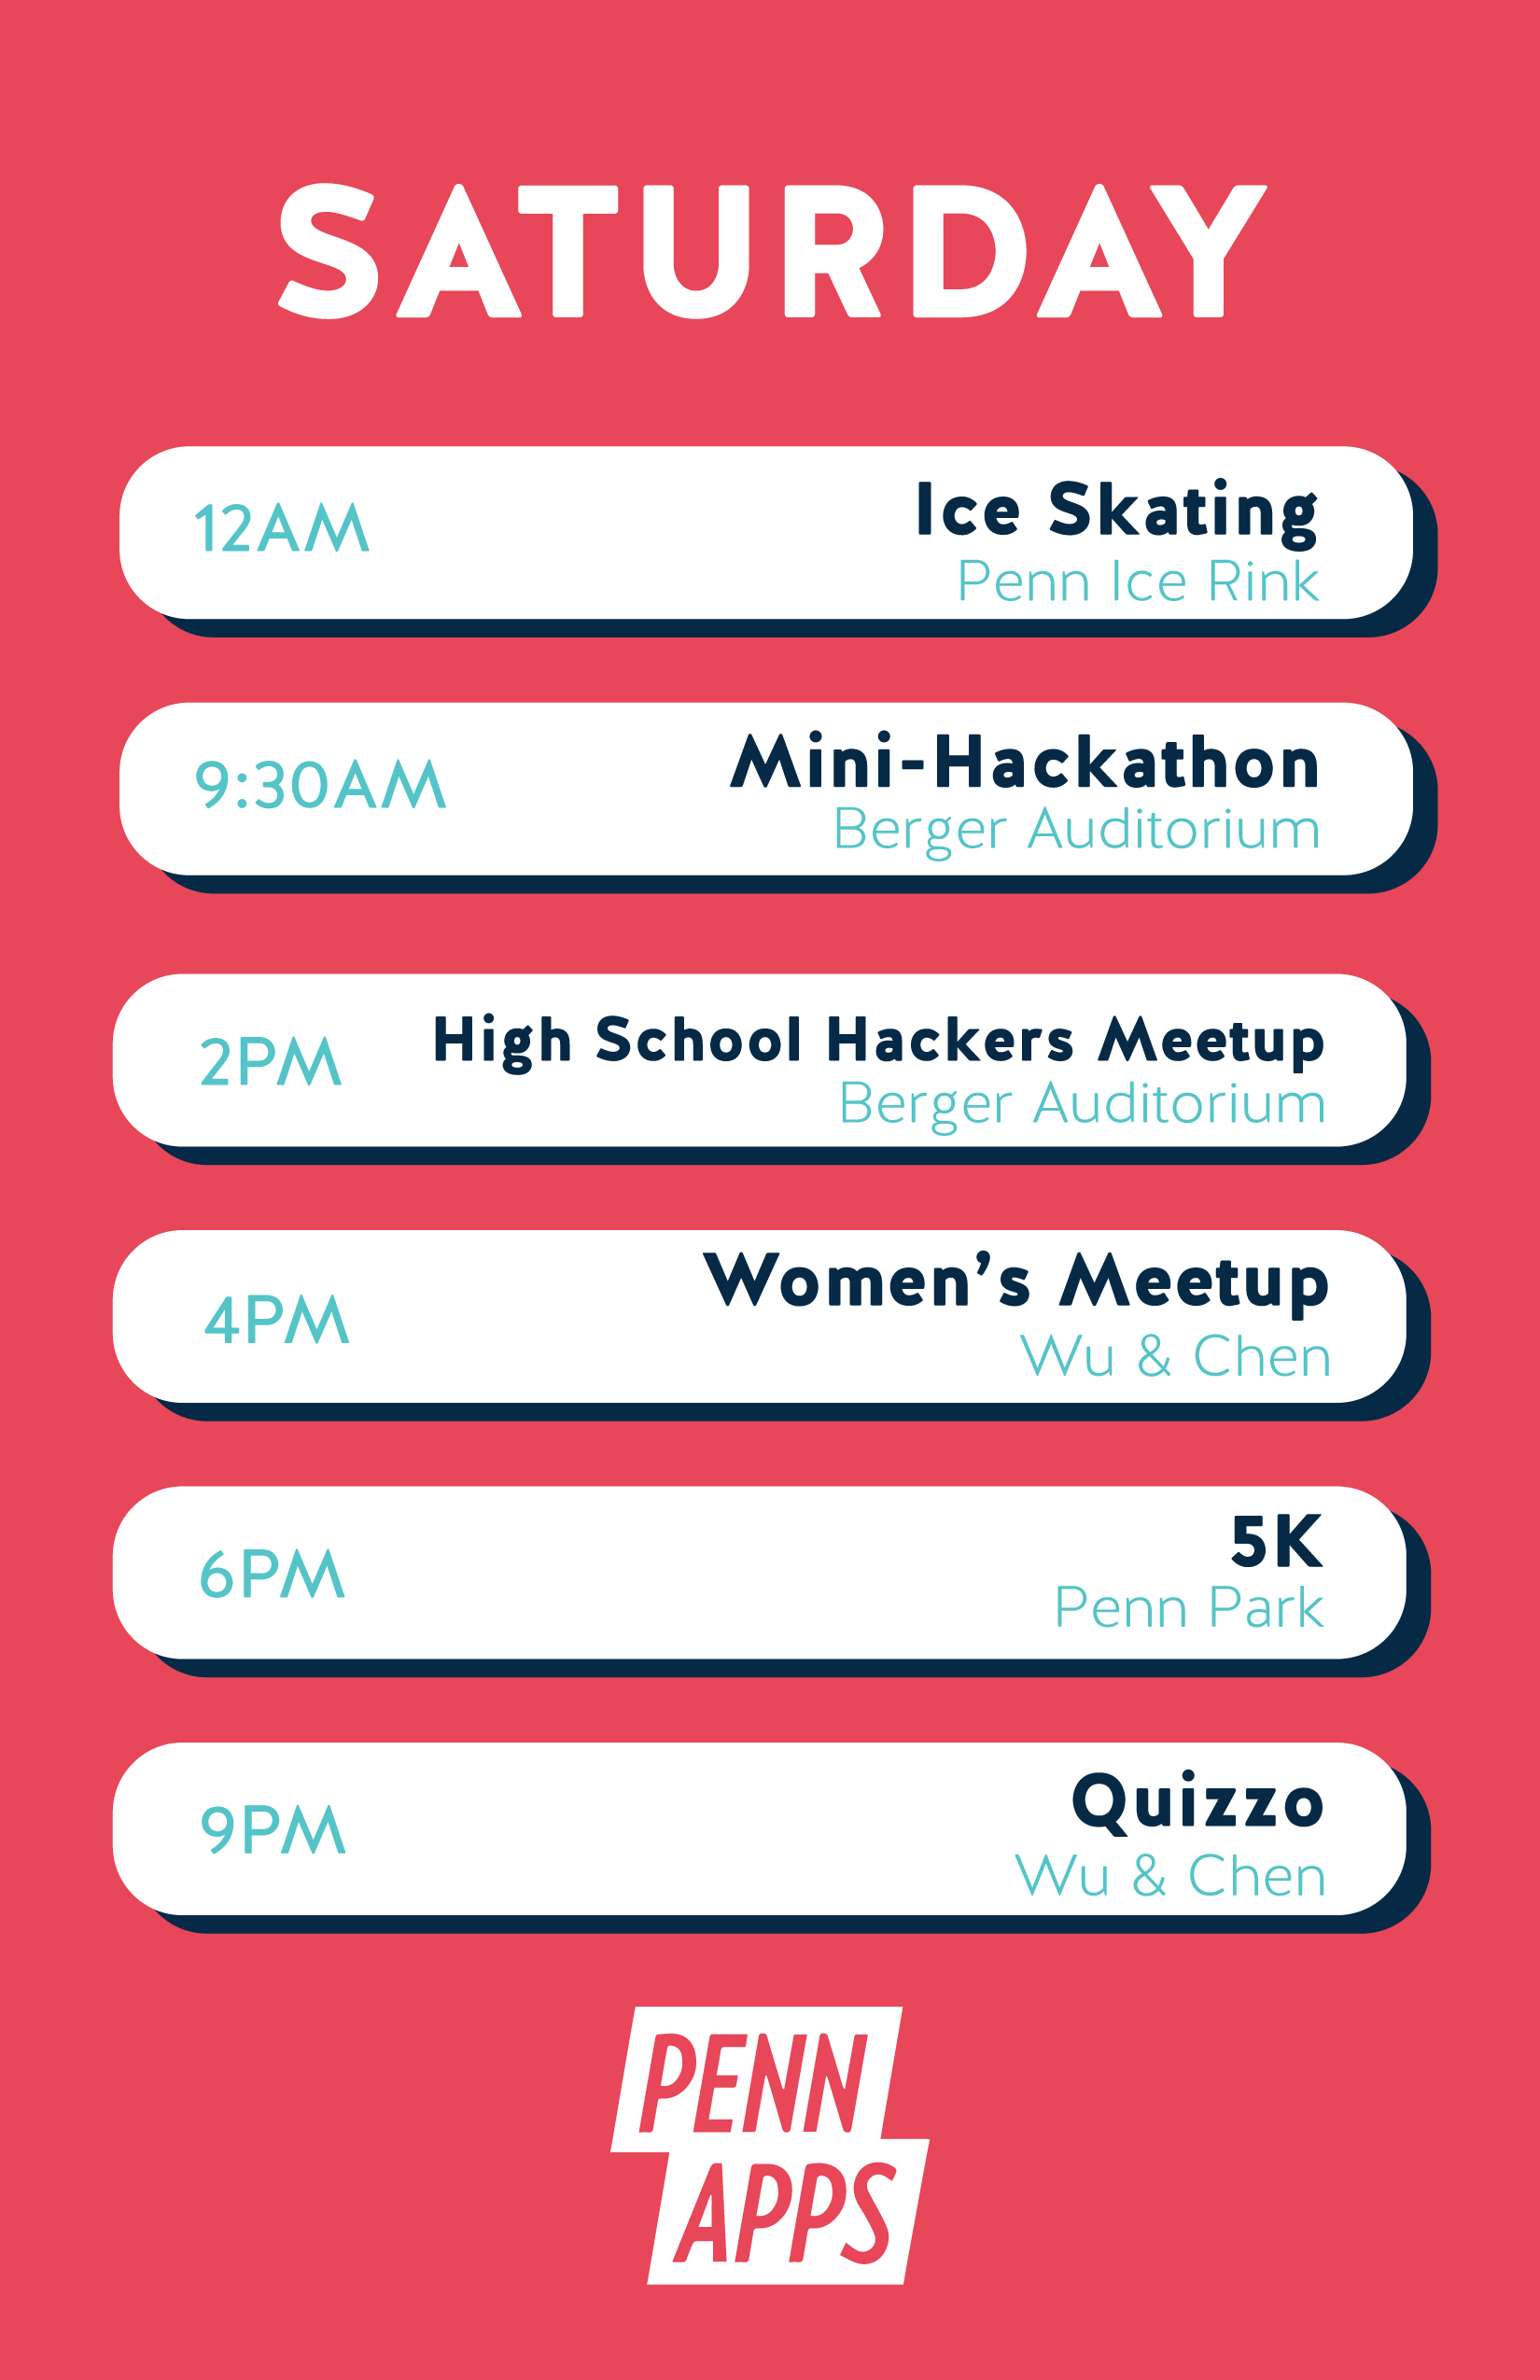 SATURDAY
12AM
Ice Skating
Penn Ice Rink
9:30AM
Mini-Hackathon
Berger Auditorium
2PM
High School Hackers Meetup
Berger Auditorium
4PM
Women’s Meetup
Wu & Chen
6PM
5K
Penn Park
9PM
Quizzo
Wu & Chen
PENN
APPS